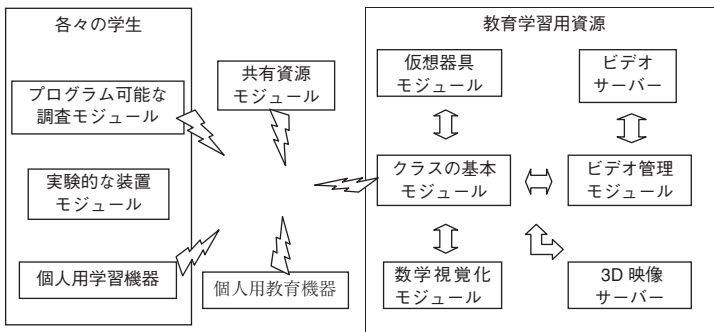 各々の学生
プログラム可能な
調査モジュール
実験的な装置
モジュール
個人用学習機器
共有資源
モジュール
個人用教育機器
教育学習用資源
仮想器具
モジュール
ビデオ
サーバー
クラスの基本
モジュール
ビデオ管理
モジュール
数学視覚化
モジュール
3D 映像
サーバー